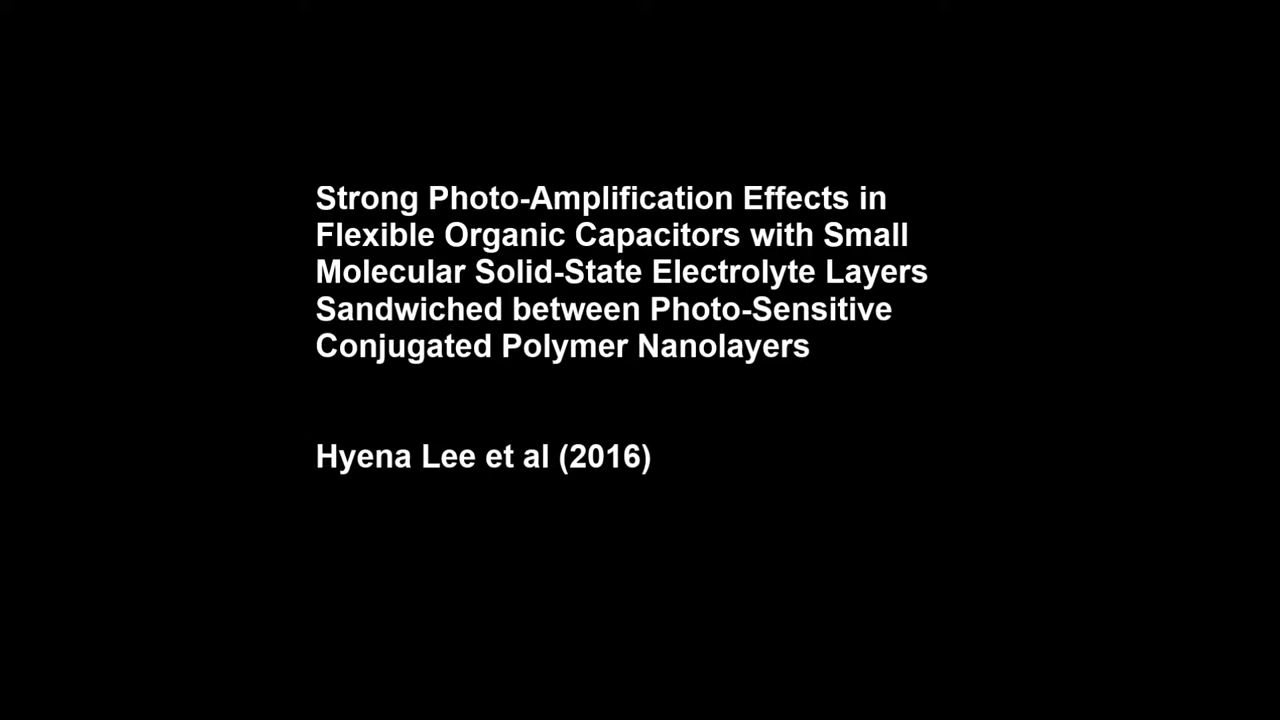 Strong Photo-Amplification Effects in
Flexible Organic Capacitors with Small
Molecular Solid-State Electrolyte Layers
Sandwiched between Photo-Sensitive
Conjugated Polymer Nanolayers
Hyena Lee et al (2016)